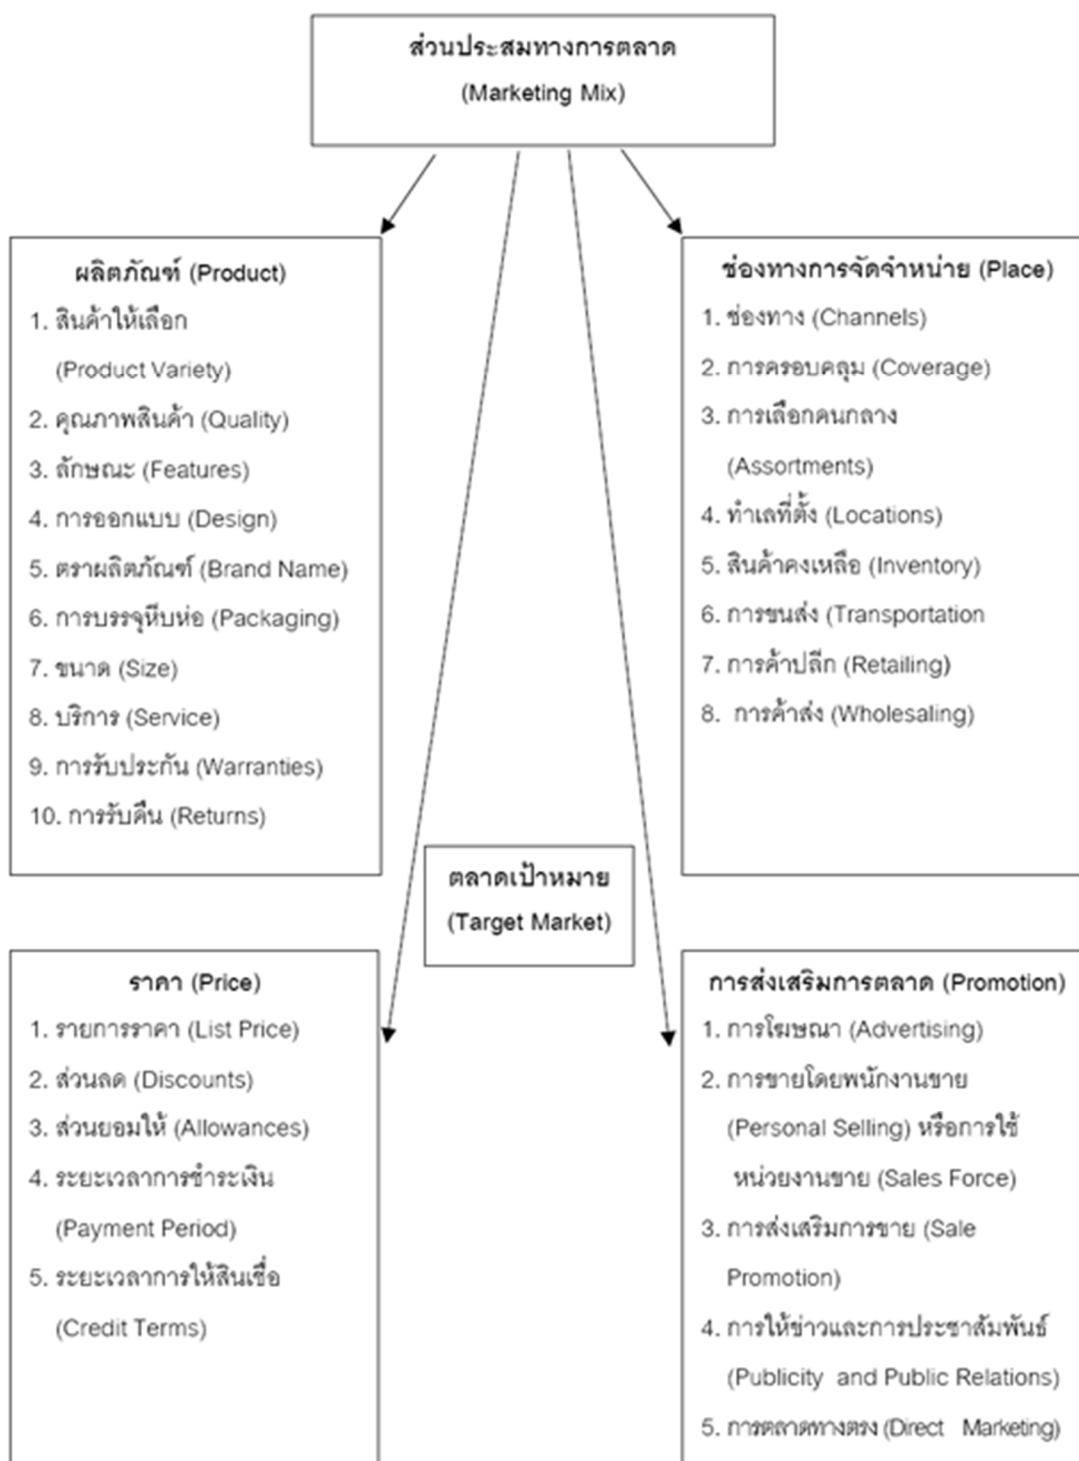 ส่วนประสมทางการตลาด
(Marketing Mix)
ผลิตภัณฑ์ (Product)
1. สินค้าให้เลือก
(Product Variety)
2. คุณภาพสินค้า (Quality)
3. ลักษณะ (Features)
4. การออกแบบ (Design)
5. ตราผลิตภัณฑ์ (Brand Name)
6. การบรรจุหีบห่อ (Packaging)
7. ขนาด (Size)
8. บริการ (Service)
9. การรับประกัน (Warranties)
10. การรับคืน (Returns)
ช่องทางการจัดจำหน่าย (Place)
1. ช่องทาง (Channels)
2. การครอบคลุม (Coverage)
3. การเลือกคนกลาง
(Assortments)
4. ทำเลที่ตั้ง (Locations)
5. สินค้าคงเหลือ (Inventory)
6. การขนส่ง (Transportation
7. การค้าปลีก (Retailing)
8. การค้าส่ง (Wholesaling)
ตลาดเป้าหมาย
(Target Market)
ราคา (Price)
1. รายการราคา (List Price)
2. ส่วนลด (Discounts)
3. ส่วนยอมให้ (Allowances)
4. ระยะเวลาการชำระเงิน
(Payment Period)
5. ระยะเวลาการให้สินเชื่อ
(Credit Terms)
การส่งเสริมการตลาด (Promotion)
1. การโฆษณา (Advertising)
2. การขายโดยพนักงานขาย
(Personal Selling) หรือการใช้
หน่วยงานขาย (Sales Force)
3. การส่งเสริมการขาย (Sale
Promotion)
4. การให้ข่าวและการประชาสัมพันธ์
(Publicity and Public Relations)
5. การตลาดทางตรง (Direct Marketing)